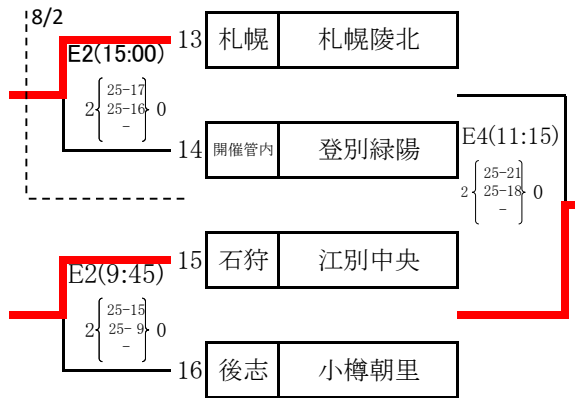 8/2
13 札幌 札幌陵北
E2(15:00)
25-17
2 25-16 0
-
14 開催管内 登別緑陽
E4(11:15)
25-21
2 25-18 0
-
15 石狩 江別中央
E2(9:45)
25-15
2 25- 9 0
-
16 後志 小樽朝里